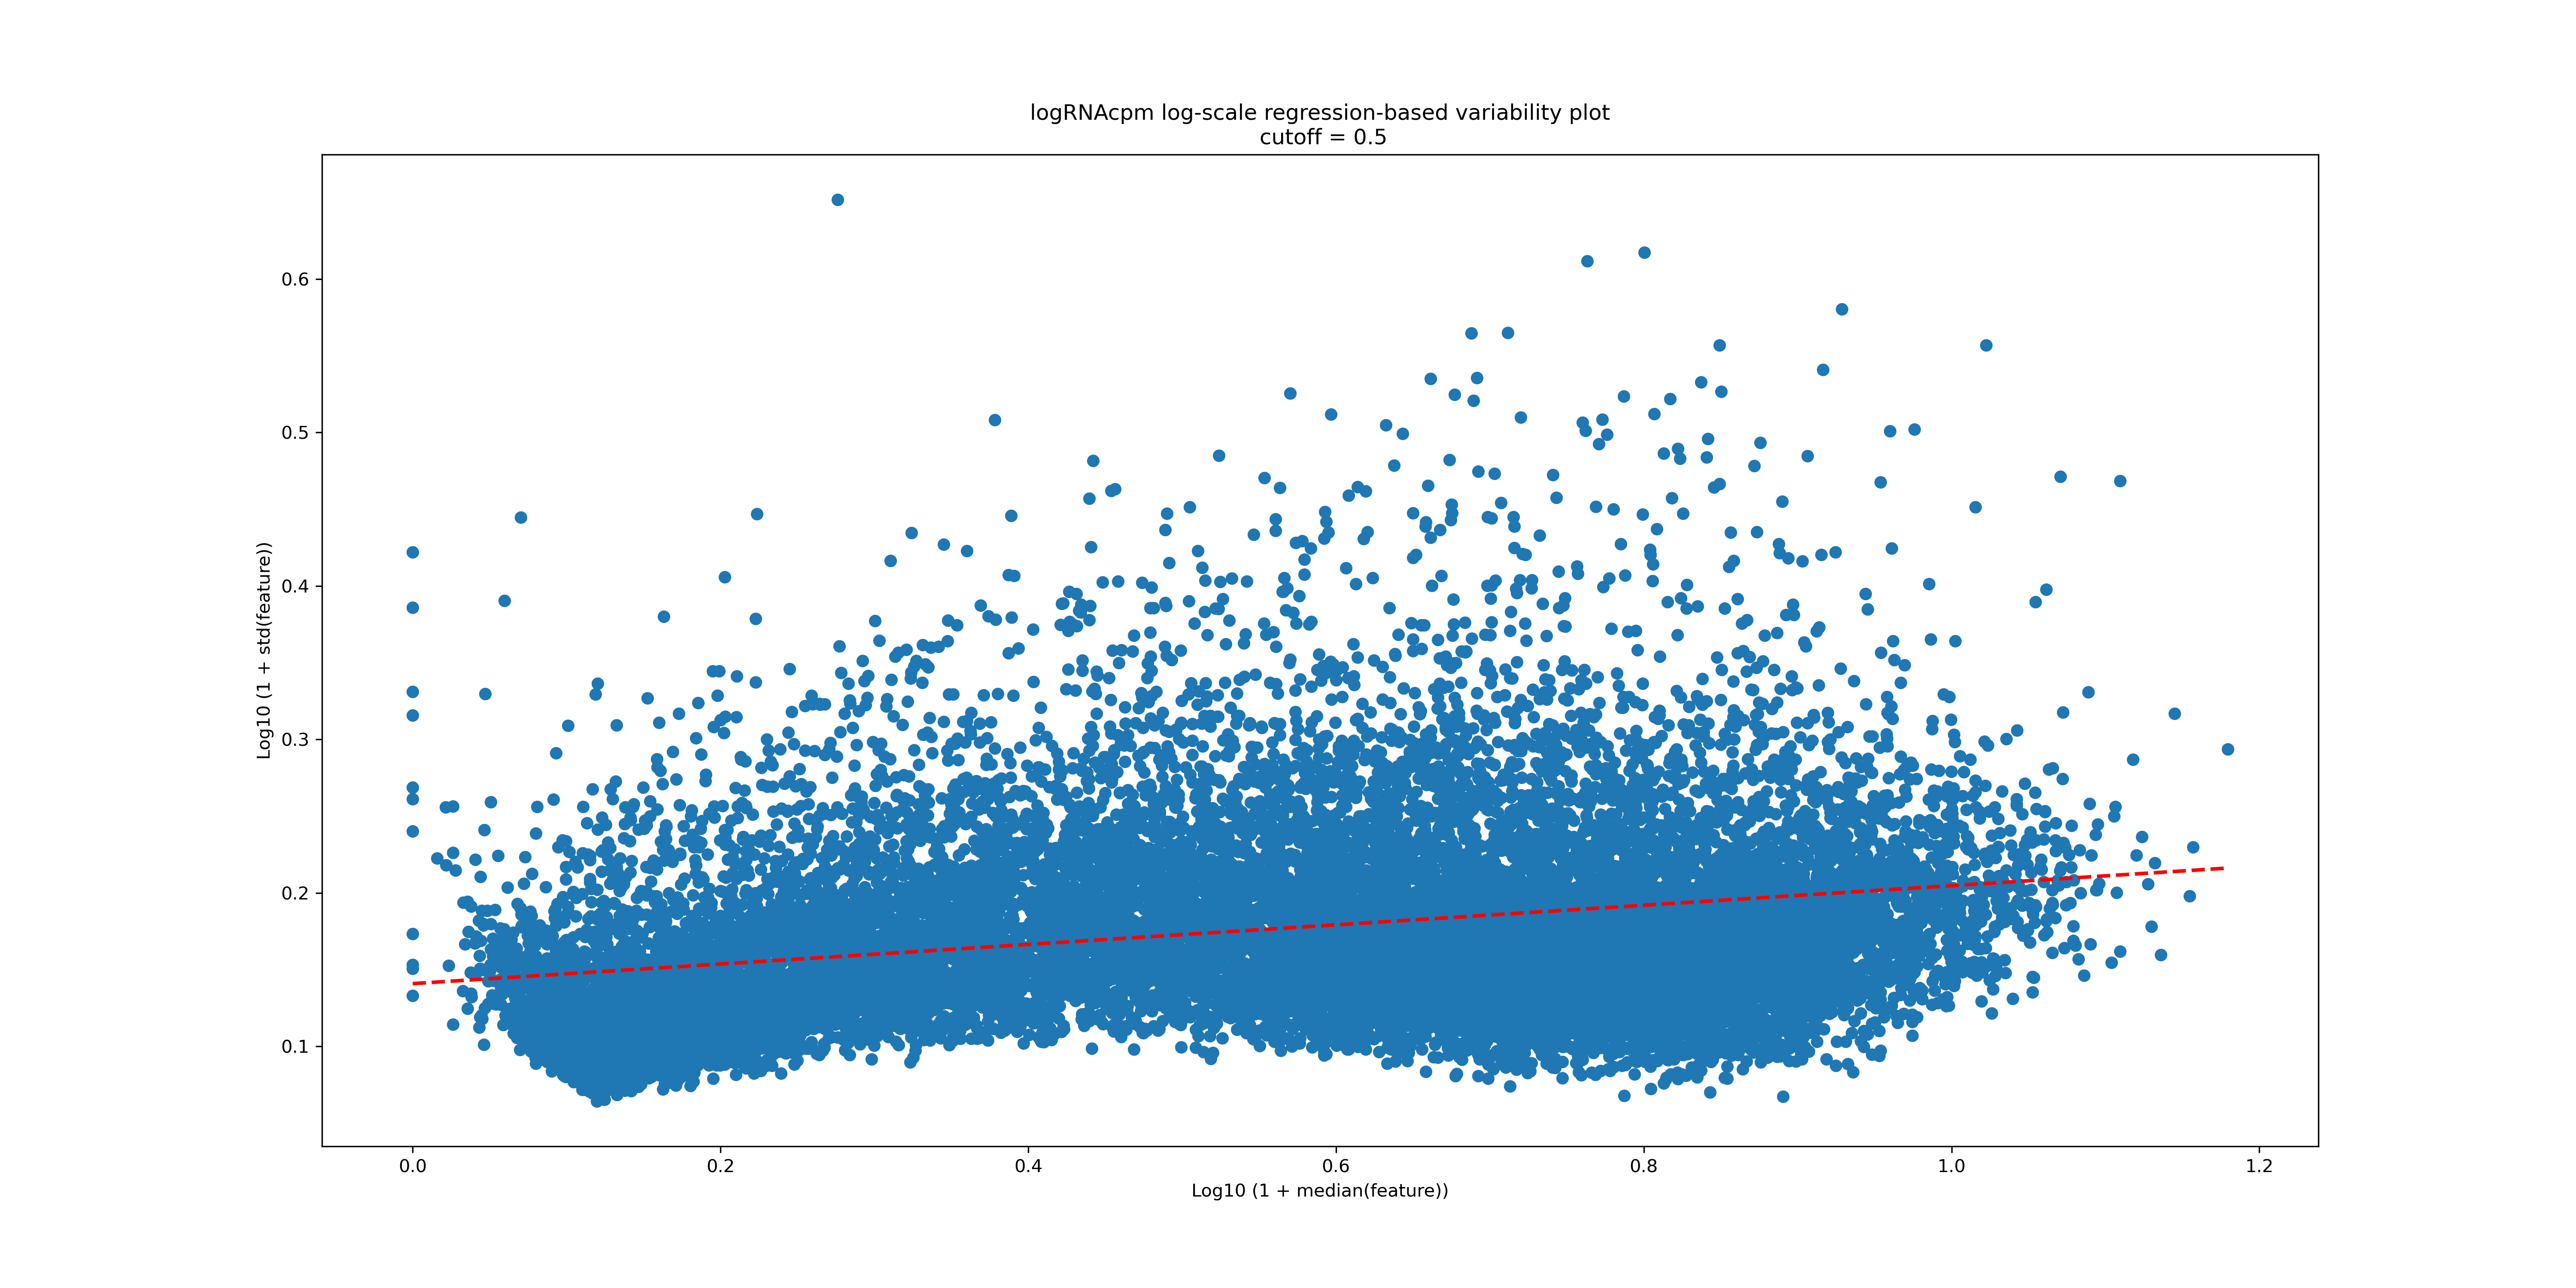 logRNAcpm log-scale regression-based variability plot
cutoff = 0.5
0.6
0.5
0.4
0.3
0.2
0.1
Log10 (1 + std(feature))
0.0 0.2 0.4 0.6 0.8 1.0 1.2
Log10 (1 + median(feature))